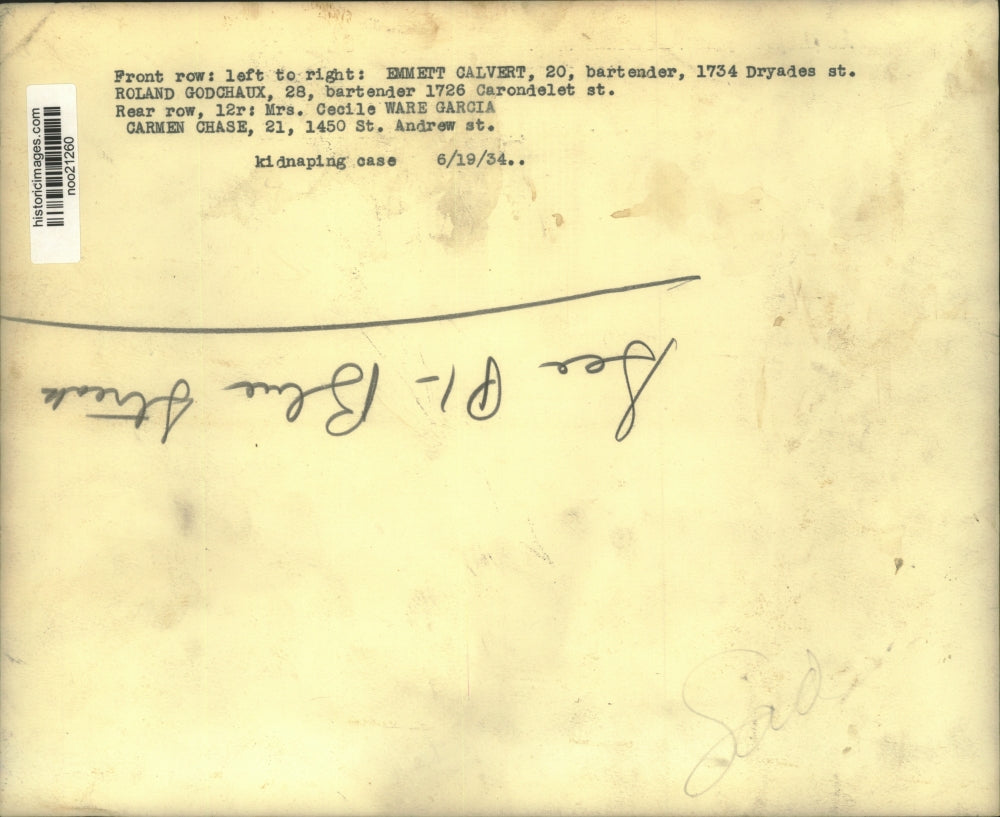 Front row: left to right: EMMETT CALVERT, 20, bartender, 1734 Dryades st.
ROLAND GODCHAUX, 28, bartender 1726 Carondelet st.
Rear row, 12r: Mrs. Cecile WARE GARCIA
CARMEN CHASE, 21, 1450 St. Andrew st.
kidnaping case 6/19/34..
historicimages.com
noo21260
See P1 - Blue Streak